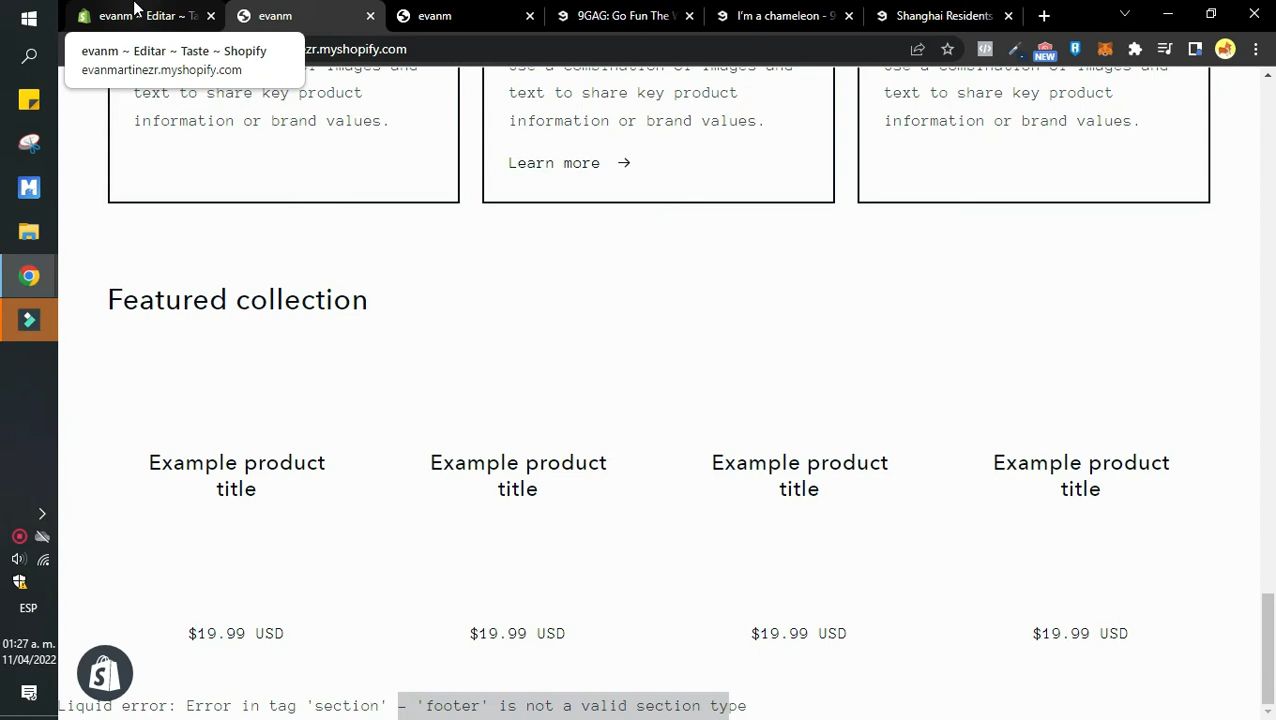 evanm ~ Editar ~ Ta
evanm
evanm
9GAG: Go Fun The W
I'm a chameleon - 9
Shanghai Residents
evanm ~ Editar ~ Taste ~ Shopify
evanmartinezr.myshopify.com
zr.myshopify.com
NEW
use a combination of images and
text to share key product
information or brand values.
use a combination of images and
text to share key product
information or brand values.
Learn more →
use a combination of images and
text to share key product
information or brand values.
Featured collection
Example product
title
Example product
title
Example product
title
Example product
title
$19.99 USD
$19.99 USD
$19.99 USD
$19.99 USD
Liquid error: Error in tag 'section' - 'footer' is not a valid section type
ESP
01:27 a. m.
11/04/2022